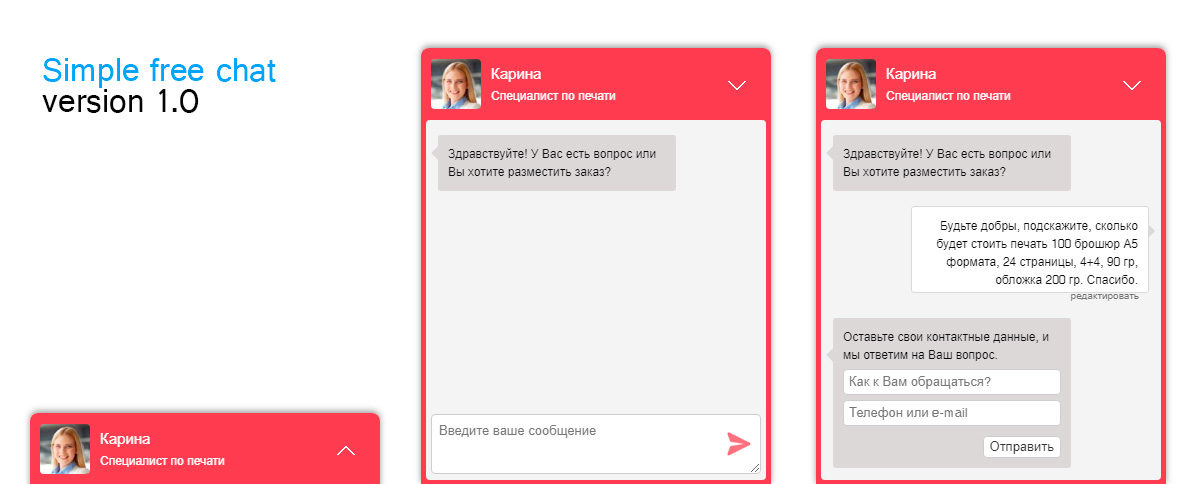 Simple free chat
version 1.0
Карина
Специалист по печати
Карина
Специалист по печати
Здравствуйте! У Вас есть вопрос или
Вы хотите разместить заказ?
Введите ваше сообщение
Карина
Специалист по печати
Здравствуйте! У Вас есть вопрос или
Вы хотите разместить заказ?
Будьте добры, подскажите, сколько
будет стоить печать 100 брошюр А5
формата, 24 страницы, 4+4, 90 гр,
обложка 200 гр. Спасибо.
редактировать
Оставьте свои контактные данные, и
мы ответим на Ваш вопрос.
Как к Вам обращаться?
Телефон или e-mail
Отправить